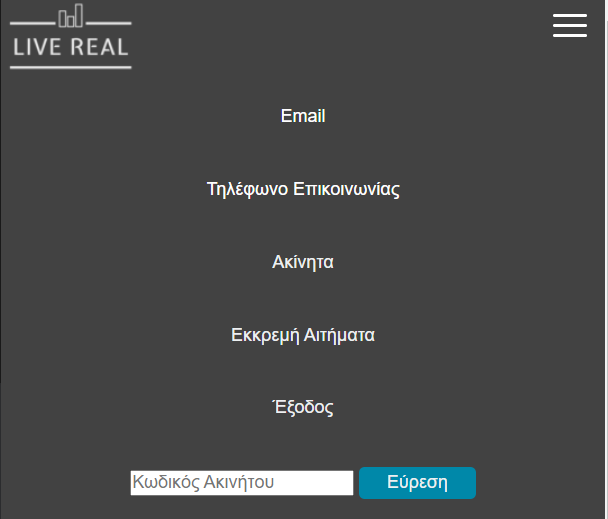 LIVE REAL
Email
Τηλέφωνο Επικοινωνίας
Ακίνητα
Εκκρεμή Αιτήματα
Έξοδος
Κωδικός Ακινήτου Εύρεση